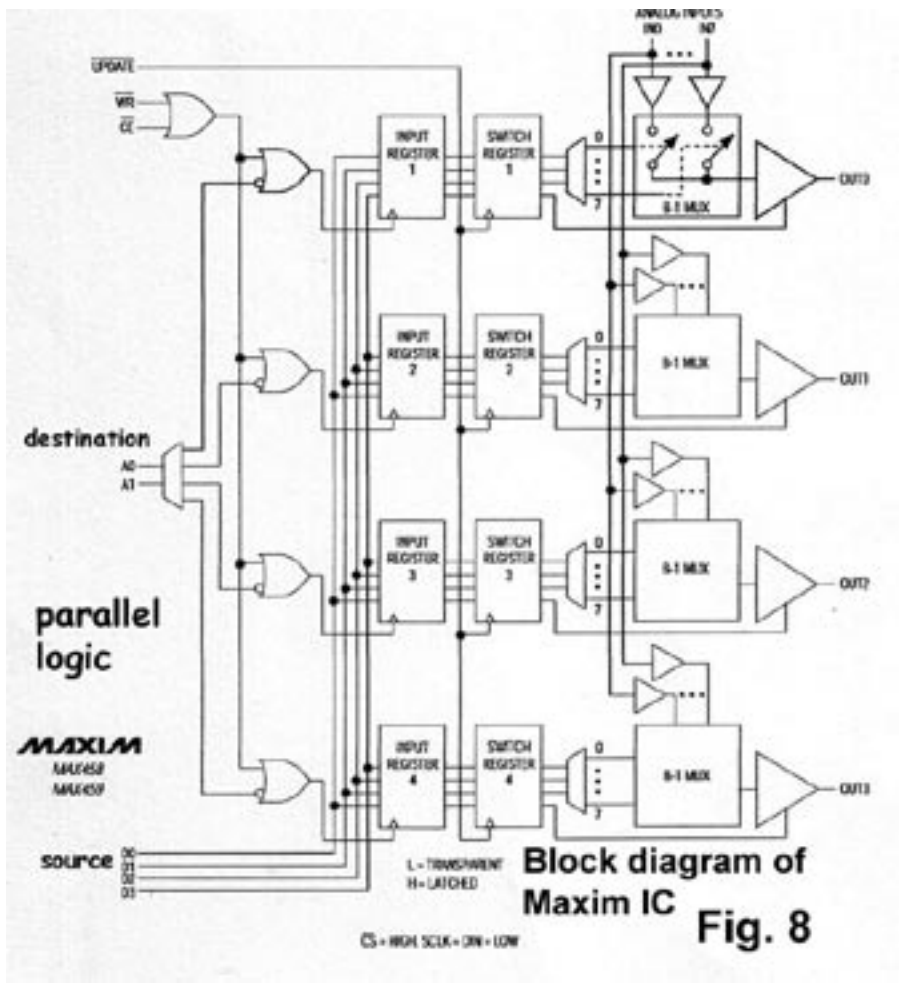 ANALOG INPUTS
IN0 ... IN7
UPDATE
WR
CE
INPUT REGISTER 1
SWITCH REGISTER 1
0
7
8-1 MUX
OUT0
INPUT REGISTER 2
SWITCH REGISTER 2
0
7
8-1 MUX
OUT1
destination
A0
A1
INPUT REGISTER 3
SWITCH REGISTER 3
0
7
8-1 MUX
OUT2
parallel
logic
MAXIM
MAX458
MAX459
INPUT REGISTER 4
SWITCH REGISTER 4
0
7
8-1 MUX
OUT3
source
D0
D1
D2
D3
L = TRANSPARENT
H = LATCHED
Block diagram of
Maxim IC
Fig. 8
CS = HIGH, SCLK = DIN = LOW